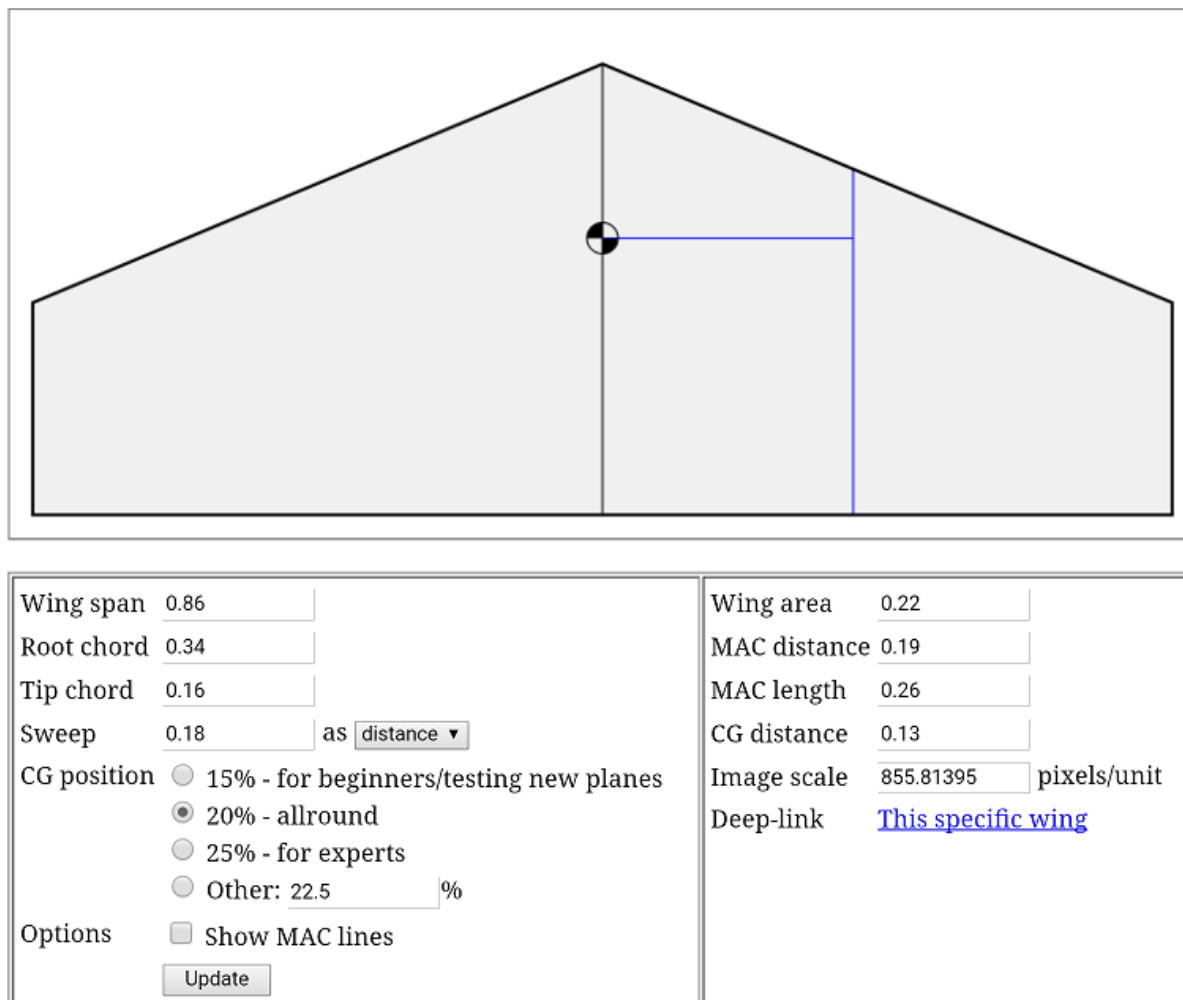 Wing span 0.86
Root chord 0.34
Tip chord 0.16
Sweep 0.18 as distance ▼
CG position 15% - for beginners/testing new planes
20% - allround
25% - for experts
Other: 22.5 %
Options Show MAC lines
Update
Wing area 0.22
MAC distance 0.19
MAC length 0.26
CG distance 0.13
Image scale 855.81395 pixels/unit
Deep-link This specific wing